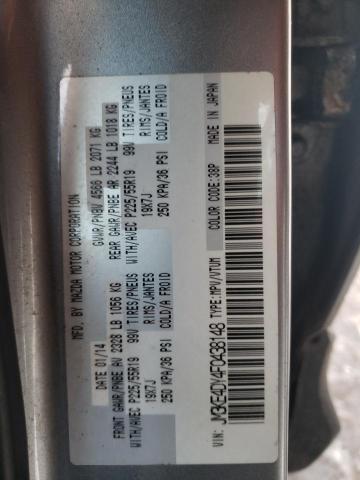 MFD. BY MAZDA MOTOR CORPORATION
DATE 01/14 GVWR/PNBV 4566 LB 2071 KG
FRONT GAWR/PNBE AV 2328 LB 1056 KG REAR GAWR/PNBE AR 2244 LB 1018 KG
WITH/AVEC P225/55R19 99V TIRES/PNEUS WITH/AVEC P225/55R19 99V TIRES/PNEUS
19X7J RIMS/JANTES 19X7J RIMS/JANTES
250 KPA/36 PSI COLD/A FROID 250 KPA/36 PSI COLD/A FROID
JM3KE4DY4F0438148
TYPE:MPV/VTUM
COLOR CODE:38P
MADE IN JAPAN